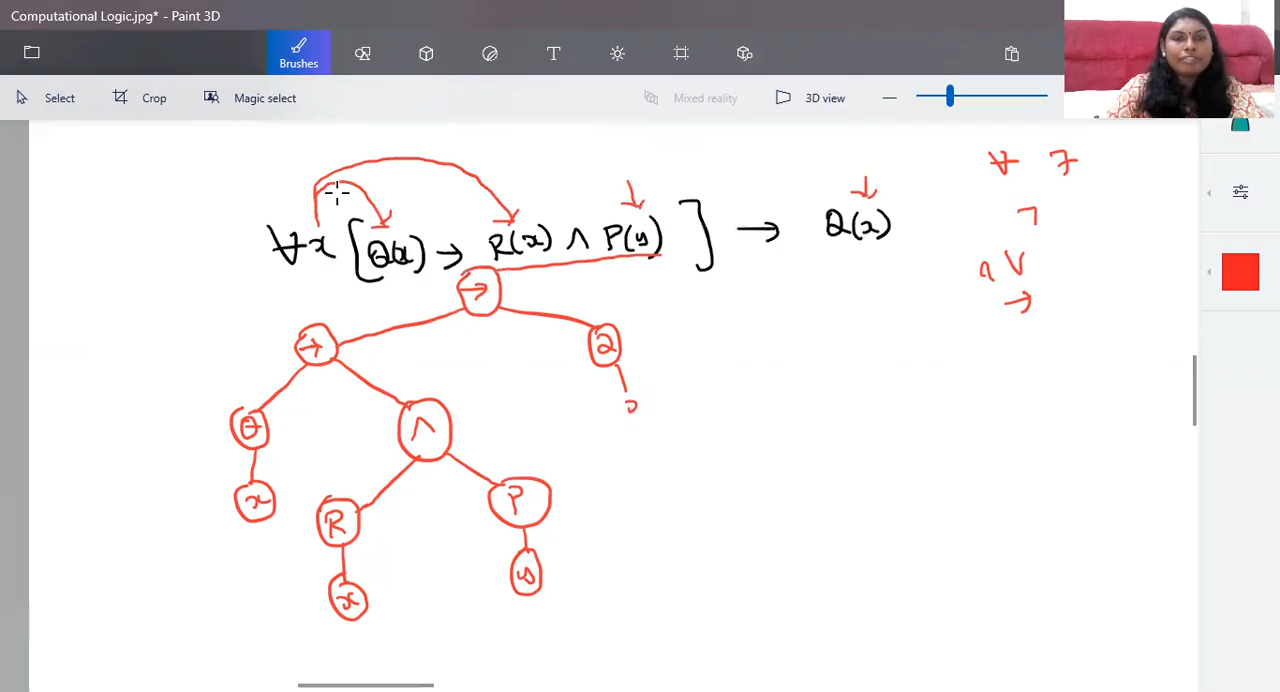 Computational Logic.jpg* - Paint 3D
Brushes
Select
Crop
Magic select
Mixed reality
3D view
∀ ∃
¬
∧ ∨
→
∀x [Q(x) → R(x) ∧ P(y)] → Q(x)
→
→ Q
Q ∧
x R P
x y